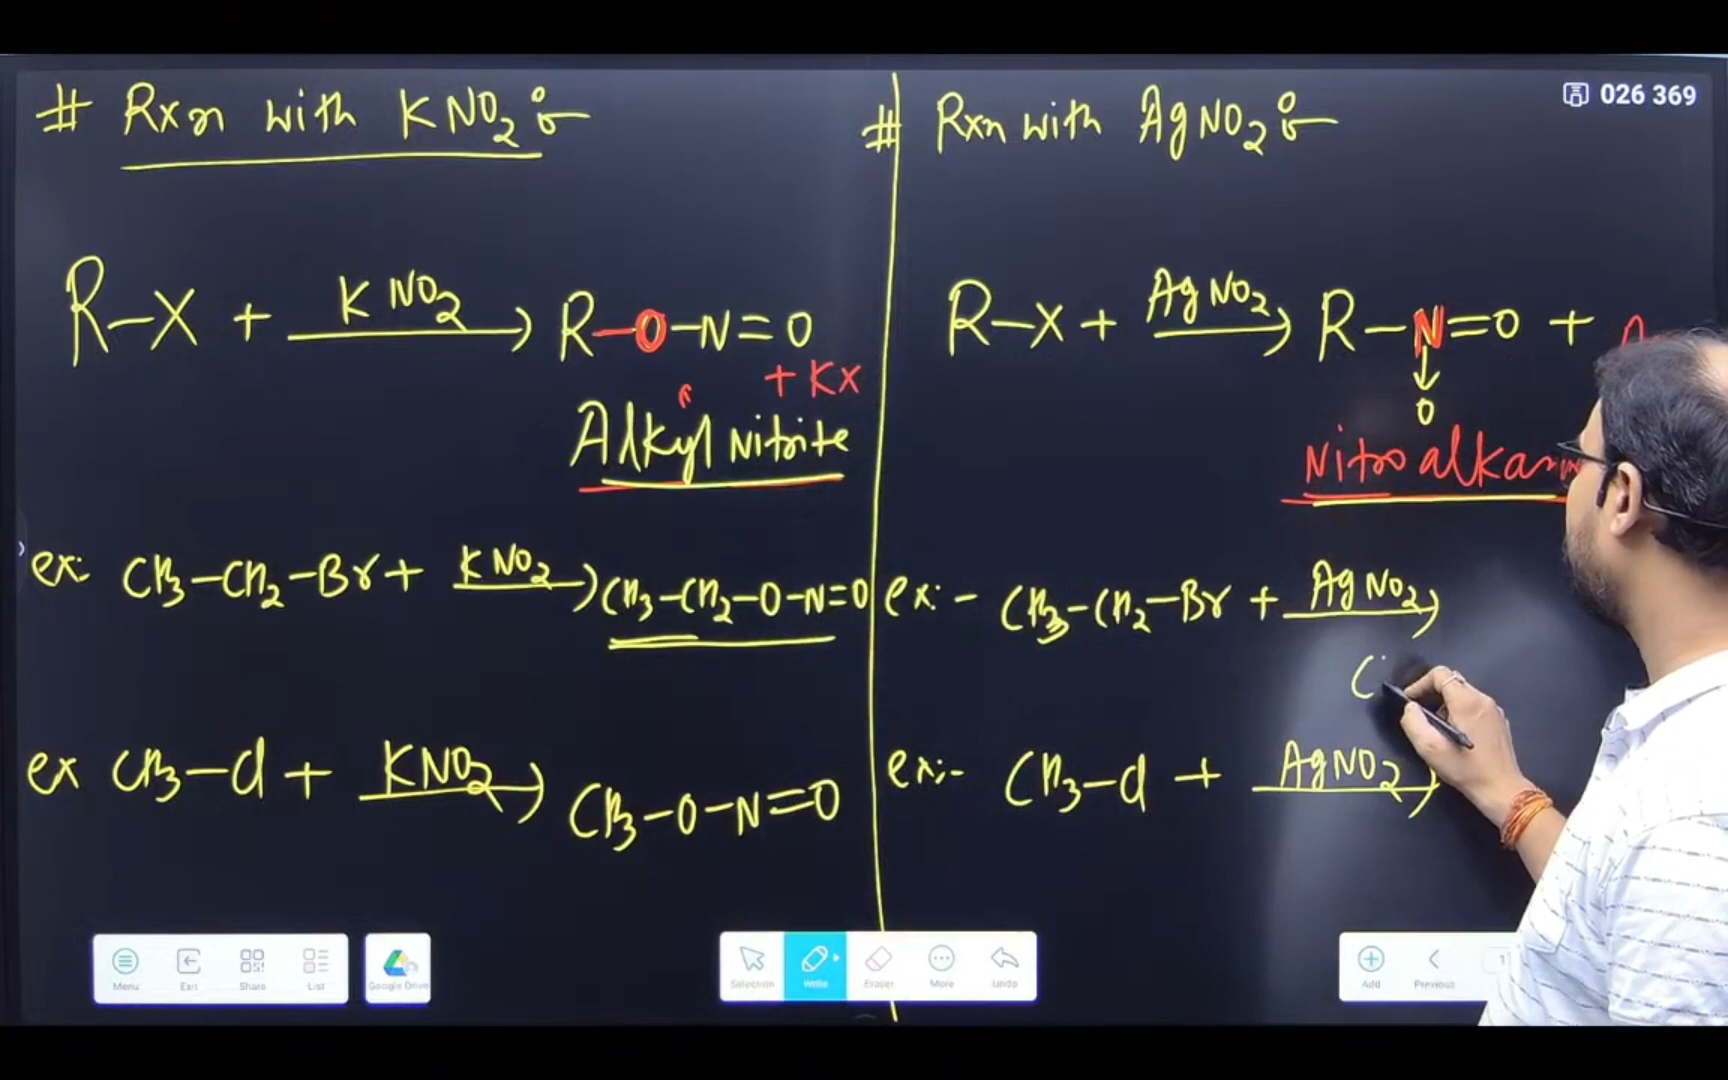 # Rxn with KNO2:-
R-X + KNO2 → R-O-N=O
+ KX
Alkyl Nitrite
ex: CH3-CH2-Br + KNO2 → CH3-CH2-O-N=O
ex CH3-Cl + KNO2 → CH3-O-N=O
# Rxn with AgNO2:-
R-X + AgNO2 → R-N=O +
↓
O
ex:- CH3-CH2-Br + AgNO2 →
C
ex:- CH3-Cl + AgNO2 →
026 369
Menu Exit Share List Google Drive
Selection Write Eraser More Undo
Add Previous